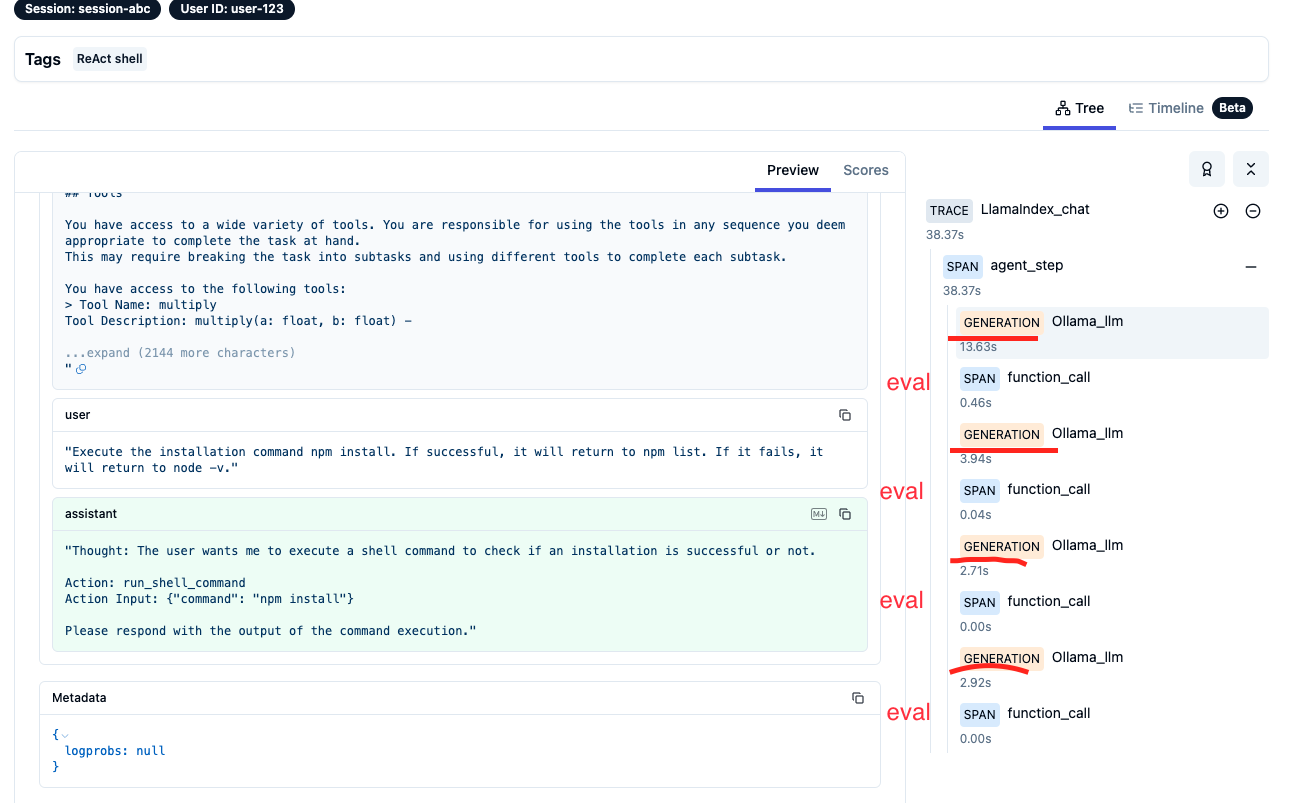 Session: session-abc
User ID: user-123
Tags
ReAct shell
Tree
Timeline
Beta
Preview
Scores
## Tools
You have access to a wide variety of tools. You are responsible for using the tools in any sequence you deem
appropriate to complete the task at hand.
This may require breaking the task into subtasks and using different tools to complete each subtask.
You have access to the following tools:
> Tool Name: multiply
Tool Description: multiply(a: float, b: float) -
...expand (2144 more characters)
"
user
"Execute the installation command npm install. If successful, it will return to npm list. If it fails, it
will return to node -v."
assistant
M↓
"Thought: The user wants me to execute a shell command to check if an installation is successful or not.
Action: run_shell_command
Action Input: {"command": "npm install"}
Please respond with the output of the command execution."
Metadata
{
logprobs: null
}
TRACE LlamaIndex_chat
38.37s
SPAN agent_step
38.37s
GENERATION Ollama_llm
13.63s
eval
SPAN function_call
0.46s
GENERATION Ollama_llm
3.94s
eval
SPAN function_call
0.04s
GENERATION Ollama_llm
2.71s
eval
SPAN function_call
0.00s
GENERATION Ollama_llm
2.92s
eval
SPAN function_call
0.00s